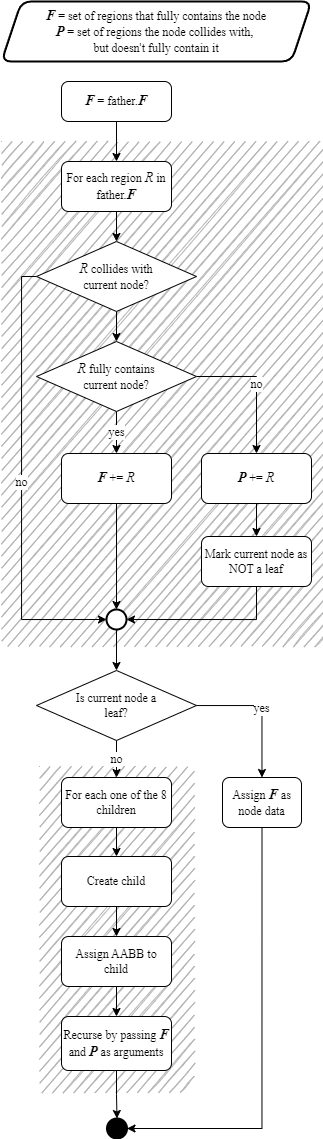 F = set of regions that fully contains the node
P = set of regions the node collides with,
but doesn't fully contain it
F = father.F
For each region R in
father.F
R collides with
current node?
R fully contains
current node?
no
yes
no
F += R
P += R
Mark current node as
NOT a leaf
Is current node a
leaf?
yes
no
For each one of the 8
children
Assign F as
node data
Create child
Assign AABB to
child
Recurse by passing F
and P as arguments